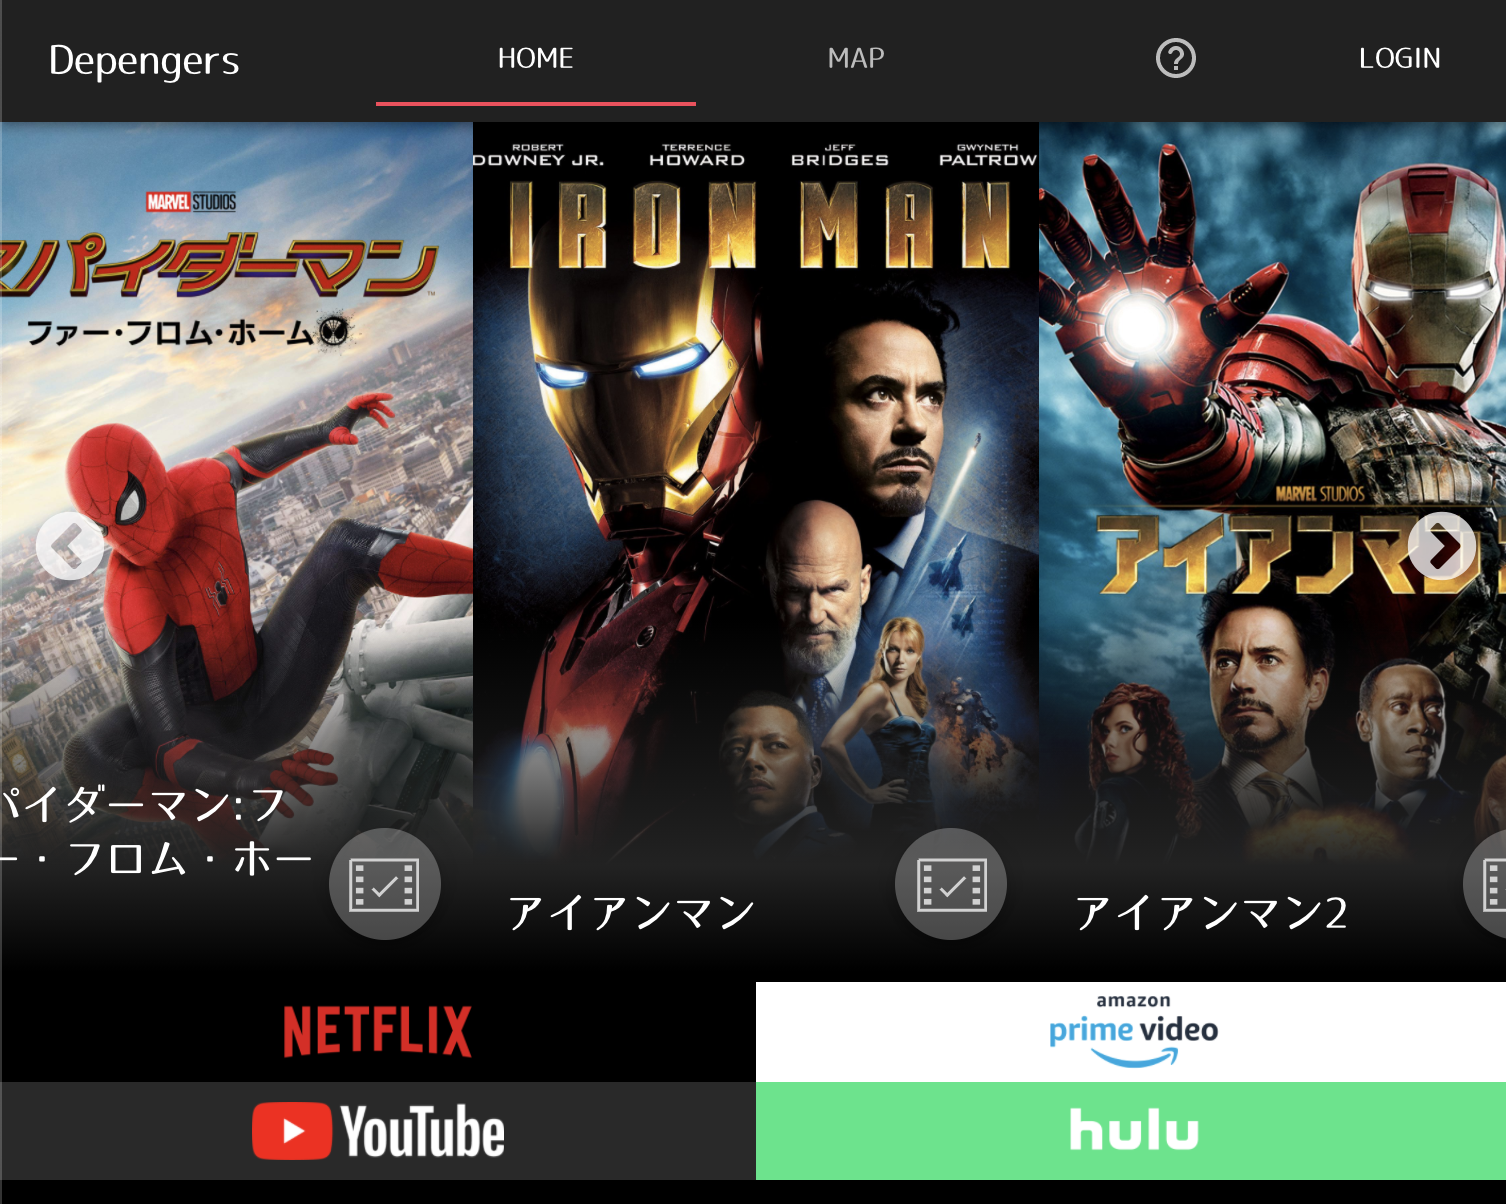 Depengers
HOME
MAP
LOGIN
MARVEL STUDIOS
スパイダーマン
ファー・フロム・ホーム
パイダーマン:フ
ー・フロム・ホー
ROBERT DOWNEY JR.
TERRENCE HOWARD
JEFF BRIDGES
GWYNETH PALTROW
IRON MAN
アイアンマン
MARVEL STUDIOS
アイアンマン
アイアンマン2
NETFLIX
amazon
prime video
YouTube
hulu